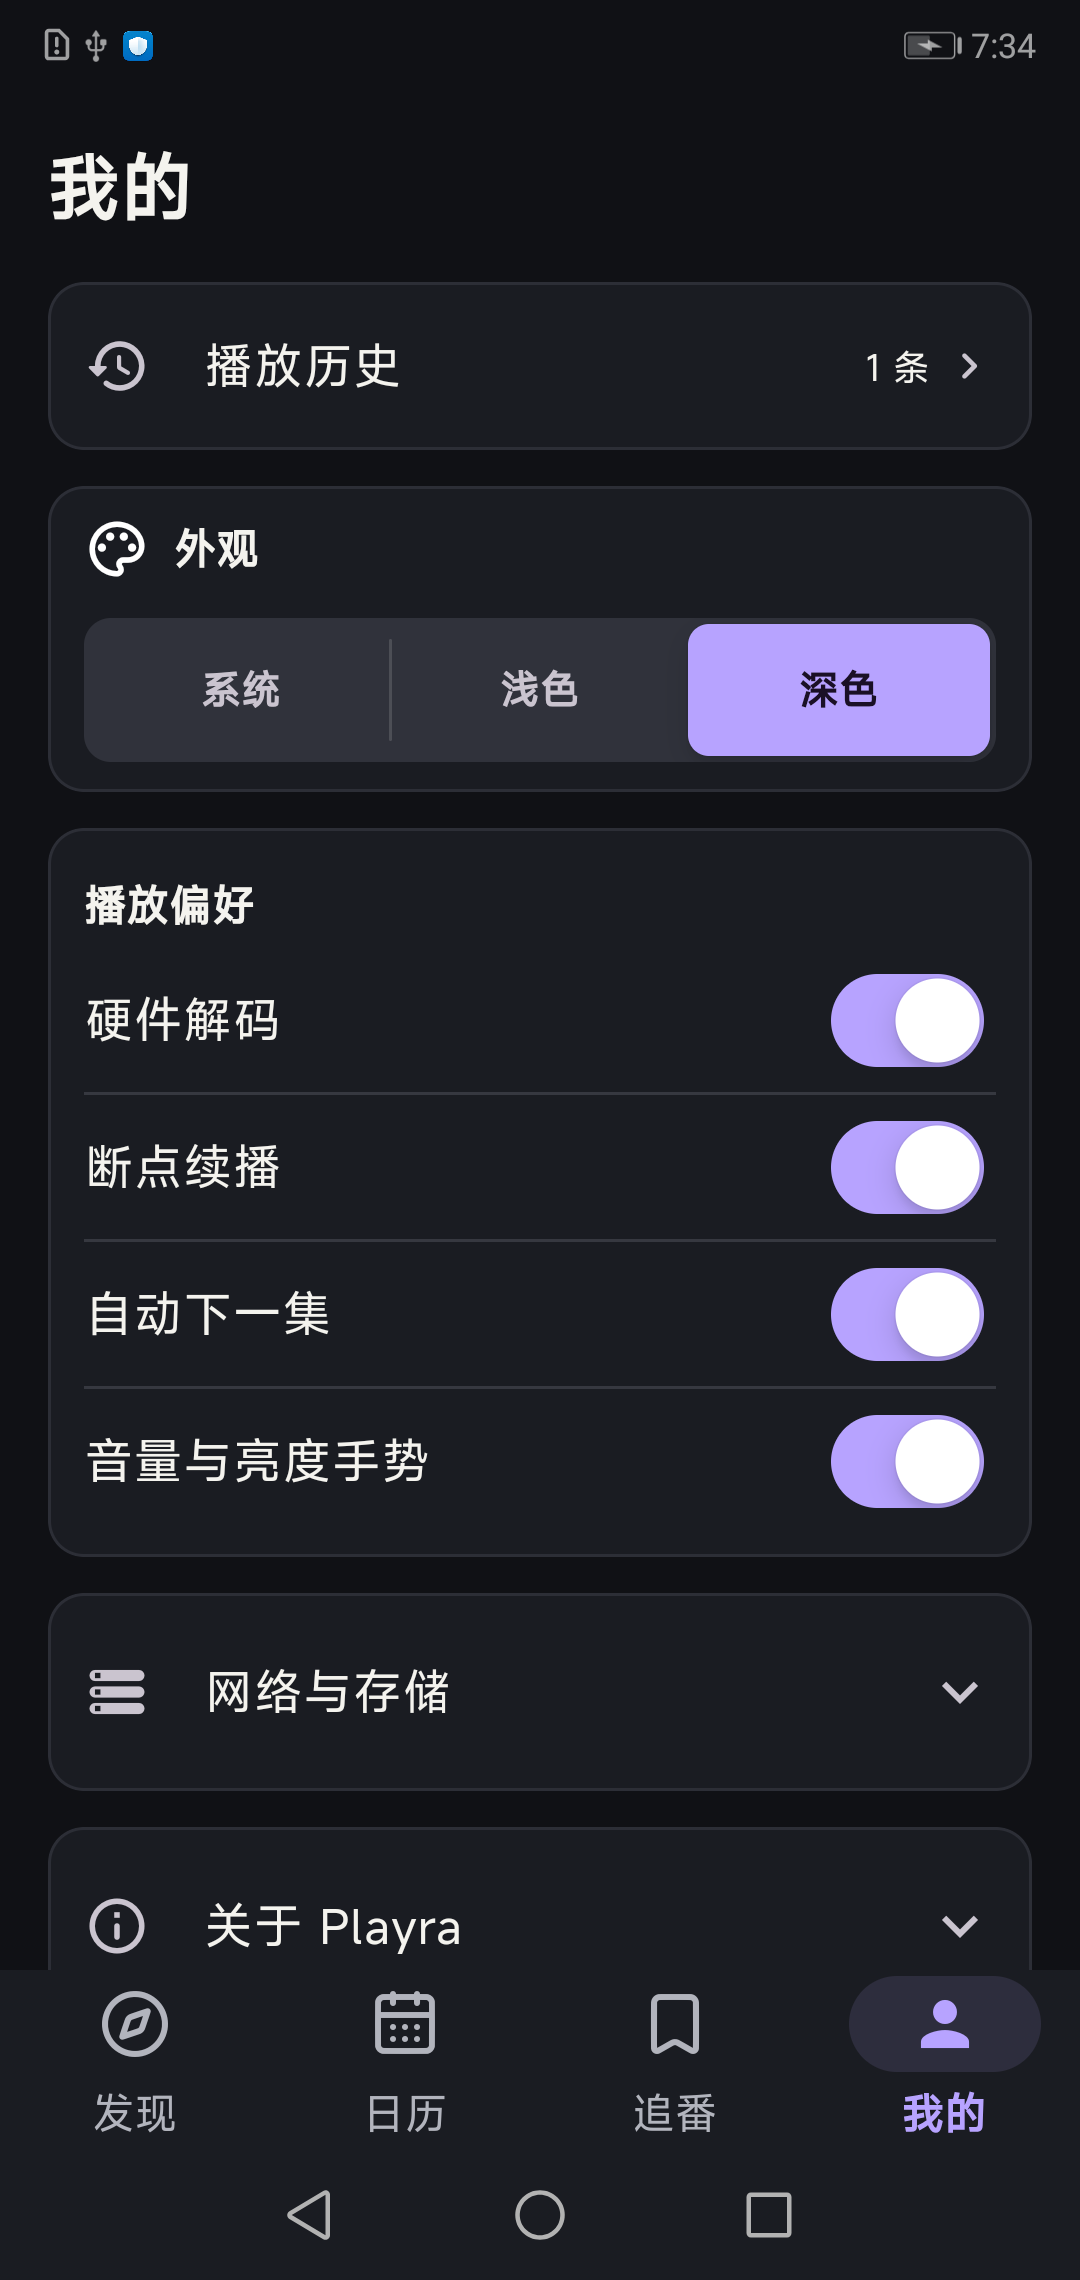 7:34
我的
播放历史
1 条
外观
系统
浅色
深色
播放偏好
硬件解码
断点续播
自动下一集
音量与亮度手势
网络与存储
关于 Playra
发现
日历
追番
我的